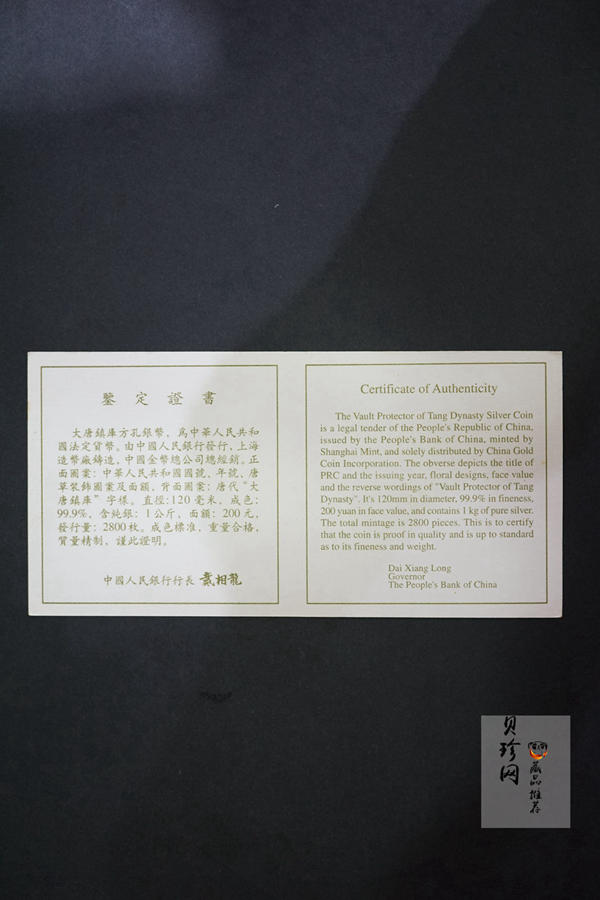 鑒定證書
大唐鎮庫方孔銀幣，爲中華人民共和
國法定貨幣。由中國人民銀行發行，上海
造幣廠鑄造，中國金幣總公司總經銷。正
面圖案：中華人民共和國國號、年號、唐
草裝飾圖案及面額，背面圖案：唐代“大
唐鎮庫”字樣。直徑：120毫米，成色：
99.9%，含純銀：1公斤，面額：200元，
發行量：2800枚。成色標准，重量合格，
質量精制，謹此證明。
中國人民銀行行長 戴相龍
Certificate of Authenticity
The Vault Protector of Tang Dynasty Silver Coin
is a legal tender of the People's Republic of China,
issued by the People's Bank of China, minted by
Shanghai Mint, and solely distributed by China Gold
Coin Incorporation. The obverse depicts the title of
PRC and the issuing year, floral designs, face value
and the reverse wordings of "Vault Protector of Tang
Dynasty". It's 120mm in diameter, 99.9% in fineness,
200 yuan in face value, and contains 1 kg of pure silver.
The total mintage is 2800 pieces. This is to certify
that the coin is proof in quality and is up to standard
as to its fineness and weight.
Dai Xiang Long
Governor
The People's Bank of China
贝珍网
藏品推荐